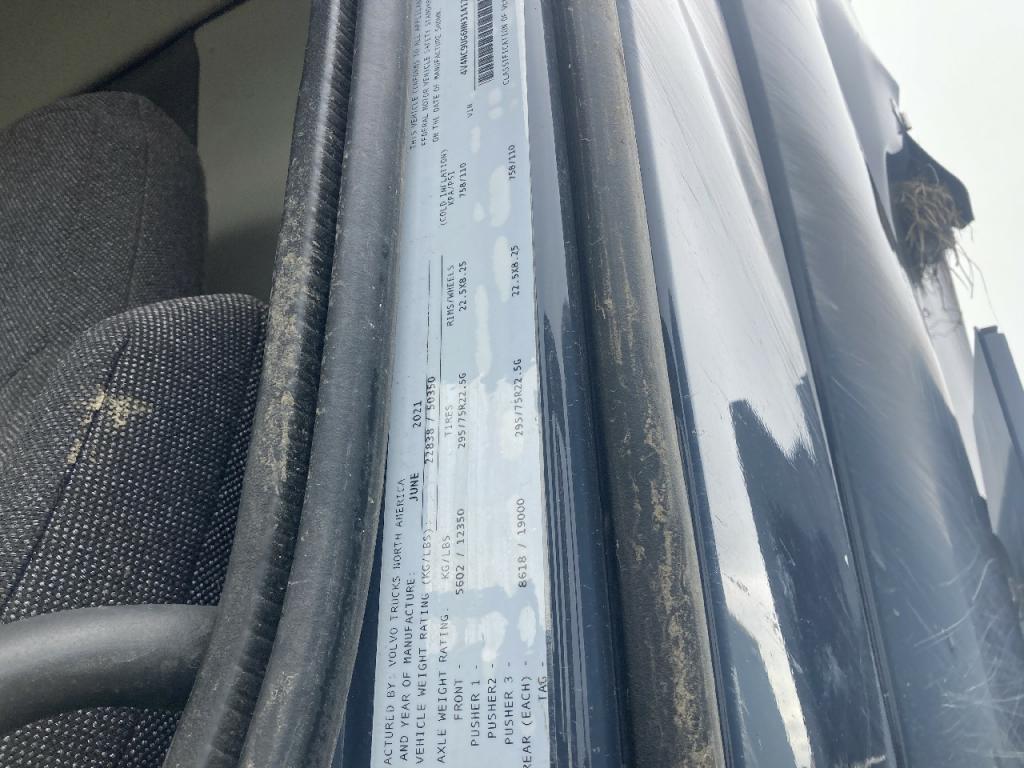 ACTURED BY: VOLVO TRUCKS NORTH AMERICA
AND YEAR OF MANUFACTURE: JUNE 2021
VEHICLE WEIGHT RATING (KG/LBS): 22838 / 50350
AXLE WEIGHT RATING. KG/LBS TIRES RIMS/WHEELS (COLD INFLATION) KPA/PSI
FRONT - 5602 / 12350 295/75R22.5G 22.5X8.25 758/110
PUSHER 1 -
PUSHER2 -
PUSHER 3 -
REAR (EACH) - 8618 / 19000 295/75R22.5G 22.5X8.25 758/110
TAG -
THIS VEHICLE CONFORMS TO ALL
FEDERAL MOTOR VEHICLE SAFETY
ON THE DATE OF MANUFACTURE SHOWN
VIN
CLASSIFICATION OF